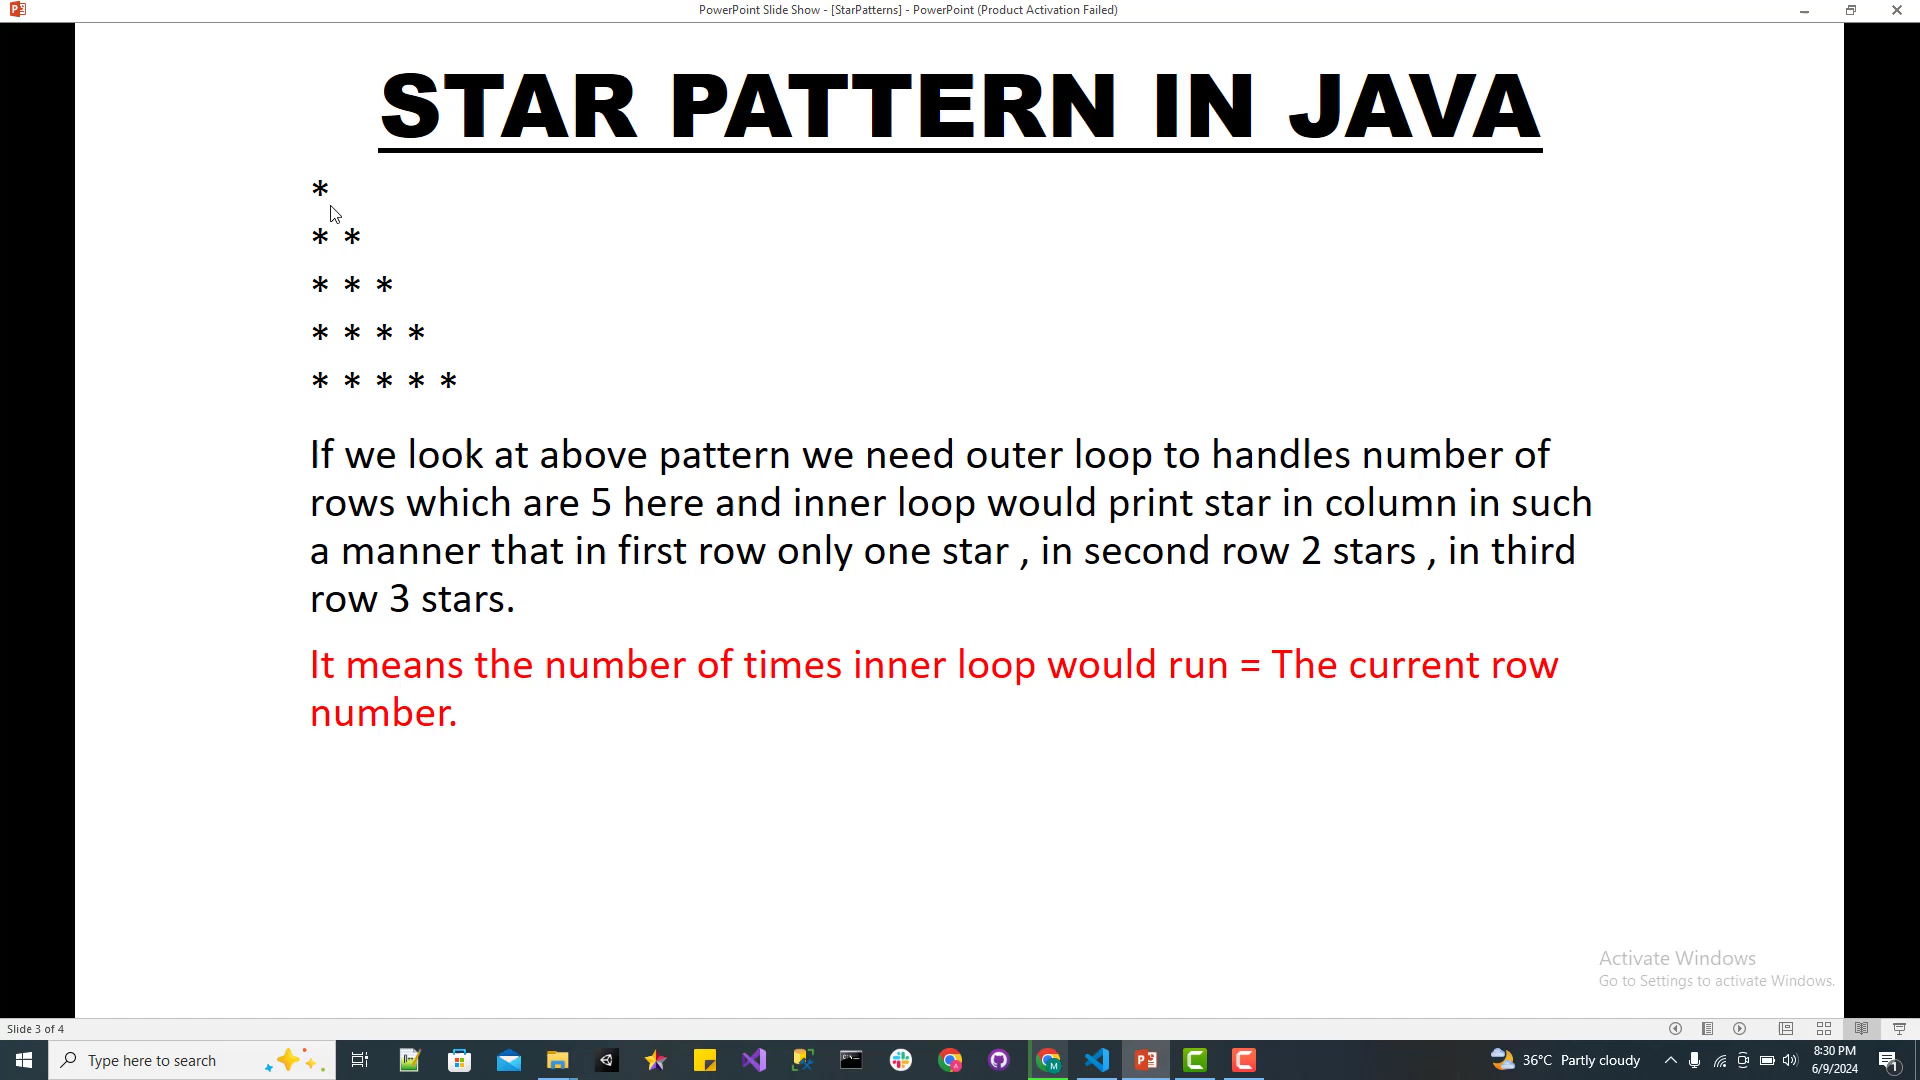 PowerPoint Slide Show - [StarPatterns] - PowerPoint (Product Activation Failed)
STAR PATTERN IN JAVA
*
* *
* * *
* * * *
* * * * *
If we look at above pattern we need outer loop to handles number of
rows which are 5 here and inner loop would print star in column in such
a manner that in first row only one star , in second row 2 stars , in third
row 3 stars.
It means the number of times inner loop would run = The current row
number.
Activate Windows
Go to Settings to activate Windows.
Slide 3 of 4
Type here to search
36°C Partly cloudy
8:30 PM
6/9/2024
1